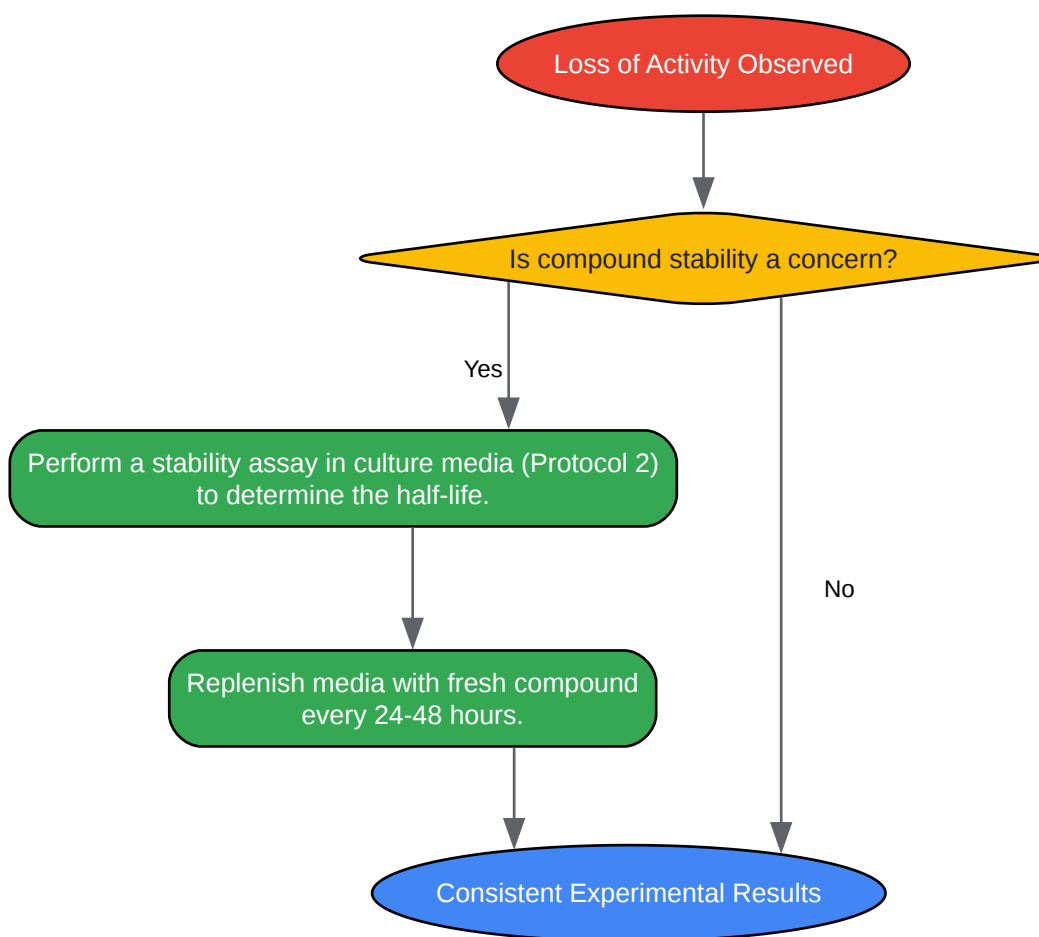 Loss of Activity Observed
Is compound stability a concern?
Yes
Perform a stability assay in culture media (Protocol 2)
to determine the half-life.
No
Replenish media with fresh compound
every 24-48 hours.
Consistent Experimental Results